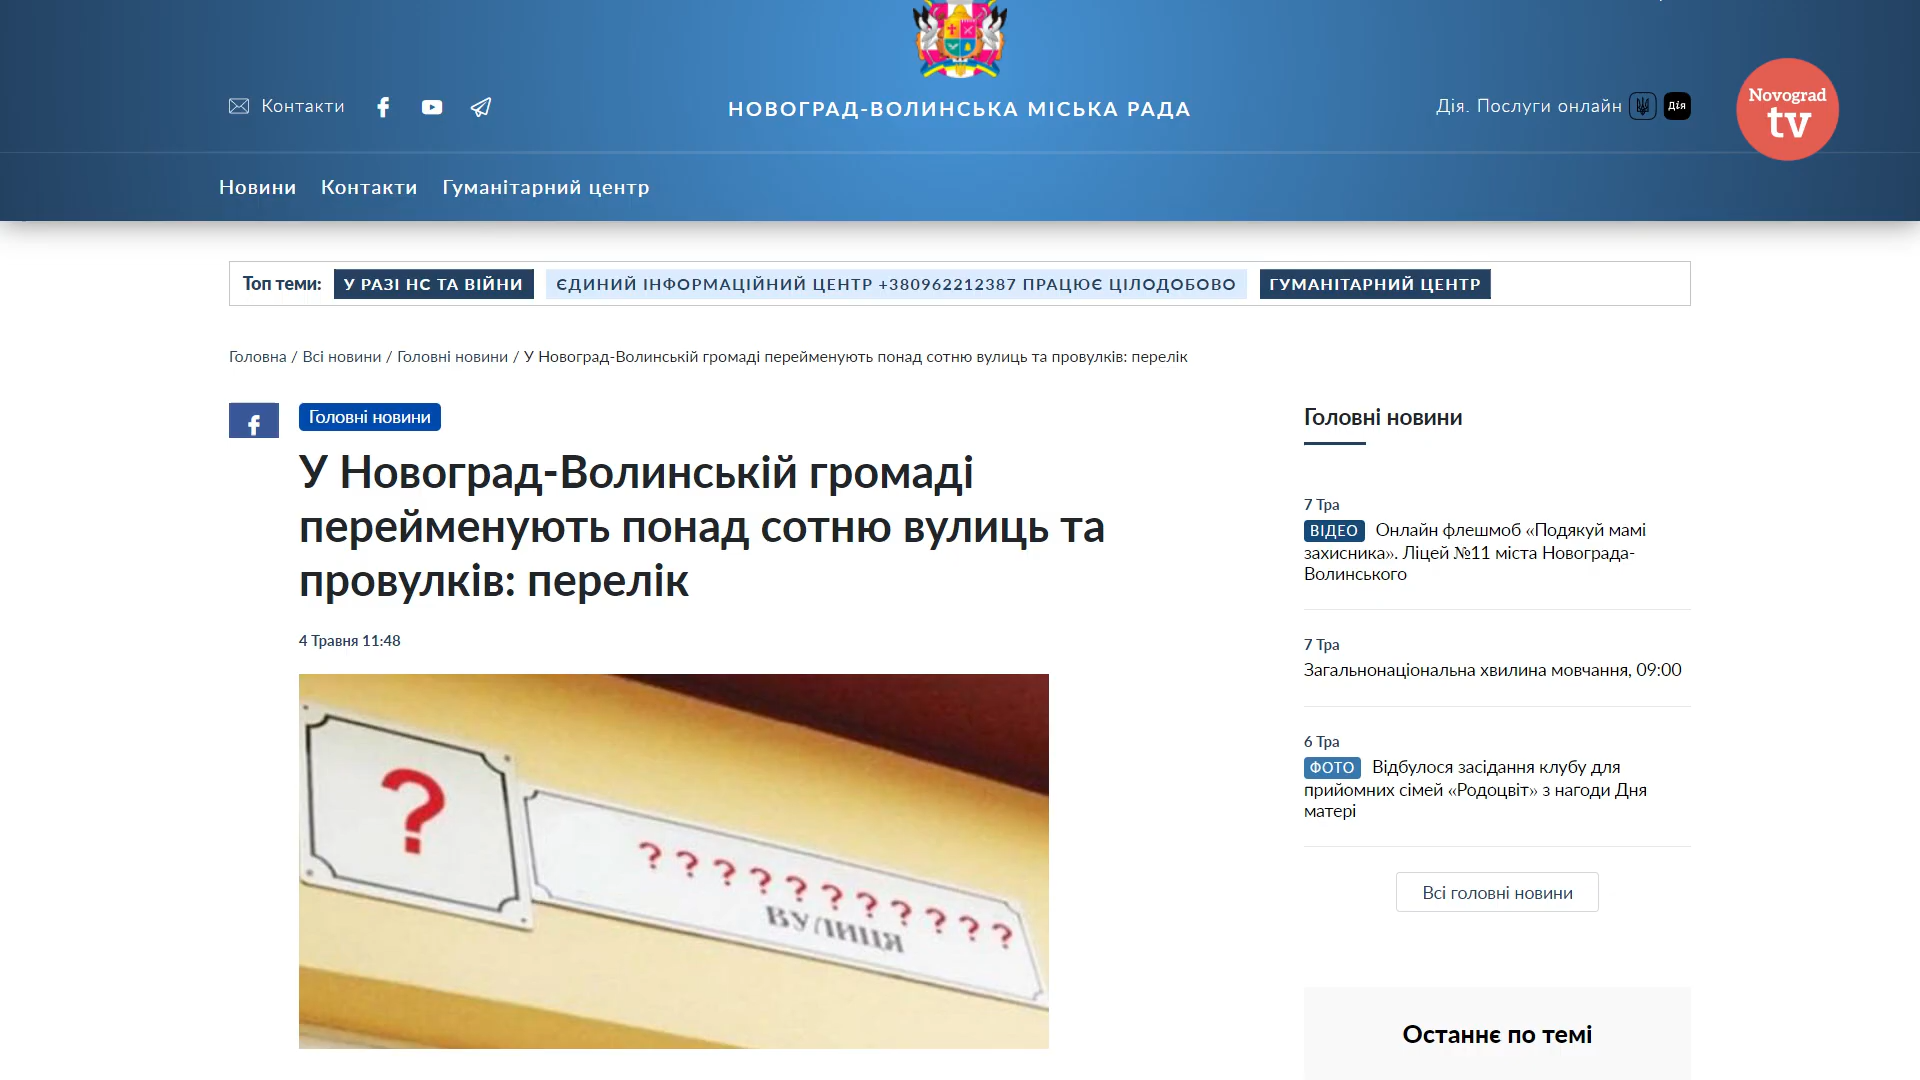 Контакти
НОВОГРАД-ВОЛИНСЬКА МІСЬКА РАДА
Дія. Послуги онлайн
Дія
Novograd
tv
Новини Контакти Гуманітарний центр
Топ теми: У РАЗІ НС ТА ВІЙНИ ЄДИНИЙ ІНФОРМАЦІЙНИЙ ЦЕНТР +380962212387 ПРАЦЮЄ ЦІЛОДОБОВО ГУМАНІТАРНИЙ ЦЕНТР
Головна / Всі новини / Головні новини / У Новоград-Волинській громаді перейменують понад сотню вулиць та провулків: перелік
Головні новини
У Новоград-Волинській громаді
перейменують понад сотню вулиць та
провулків: перелік
4 Травня 11:48
?
???????????
ВУЛИЦЯ
Головні новини
7 Тра
ВІДЕО Онлайн флешмоб «Подякуй мамі
захисника». Ліцей №11 міста Новограда-
Волинського
7 Тра
Загальнонаціональна хвилина мовчання, 09:00
6 Тра
ФОТО Відбулося засідання клубу для
прийомних сімей «Родоцвіт» з нагоди Дня
матері
Всі головні новини
Останнє по темі